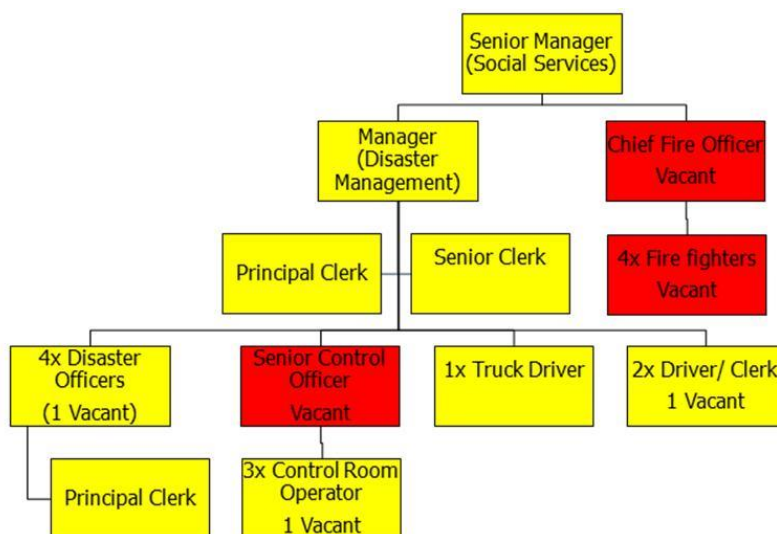 Senior Manager
(Social Services)
Manager
(Disaster
Management)
Chief Fire Officer
Vacant
Principal Clerk
Senior Clerk
4x Fire fighters
Vacant
4x Disaster
Officers
(1 Vacant)
Senior Control
Officer
Vacant
1x Truck Driver
2x Driver/ Clerk
1 Vacant
Principal Clerk
3x Control Room
Operator
1 Vacant